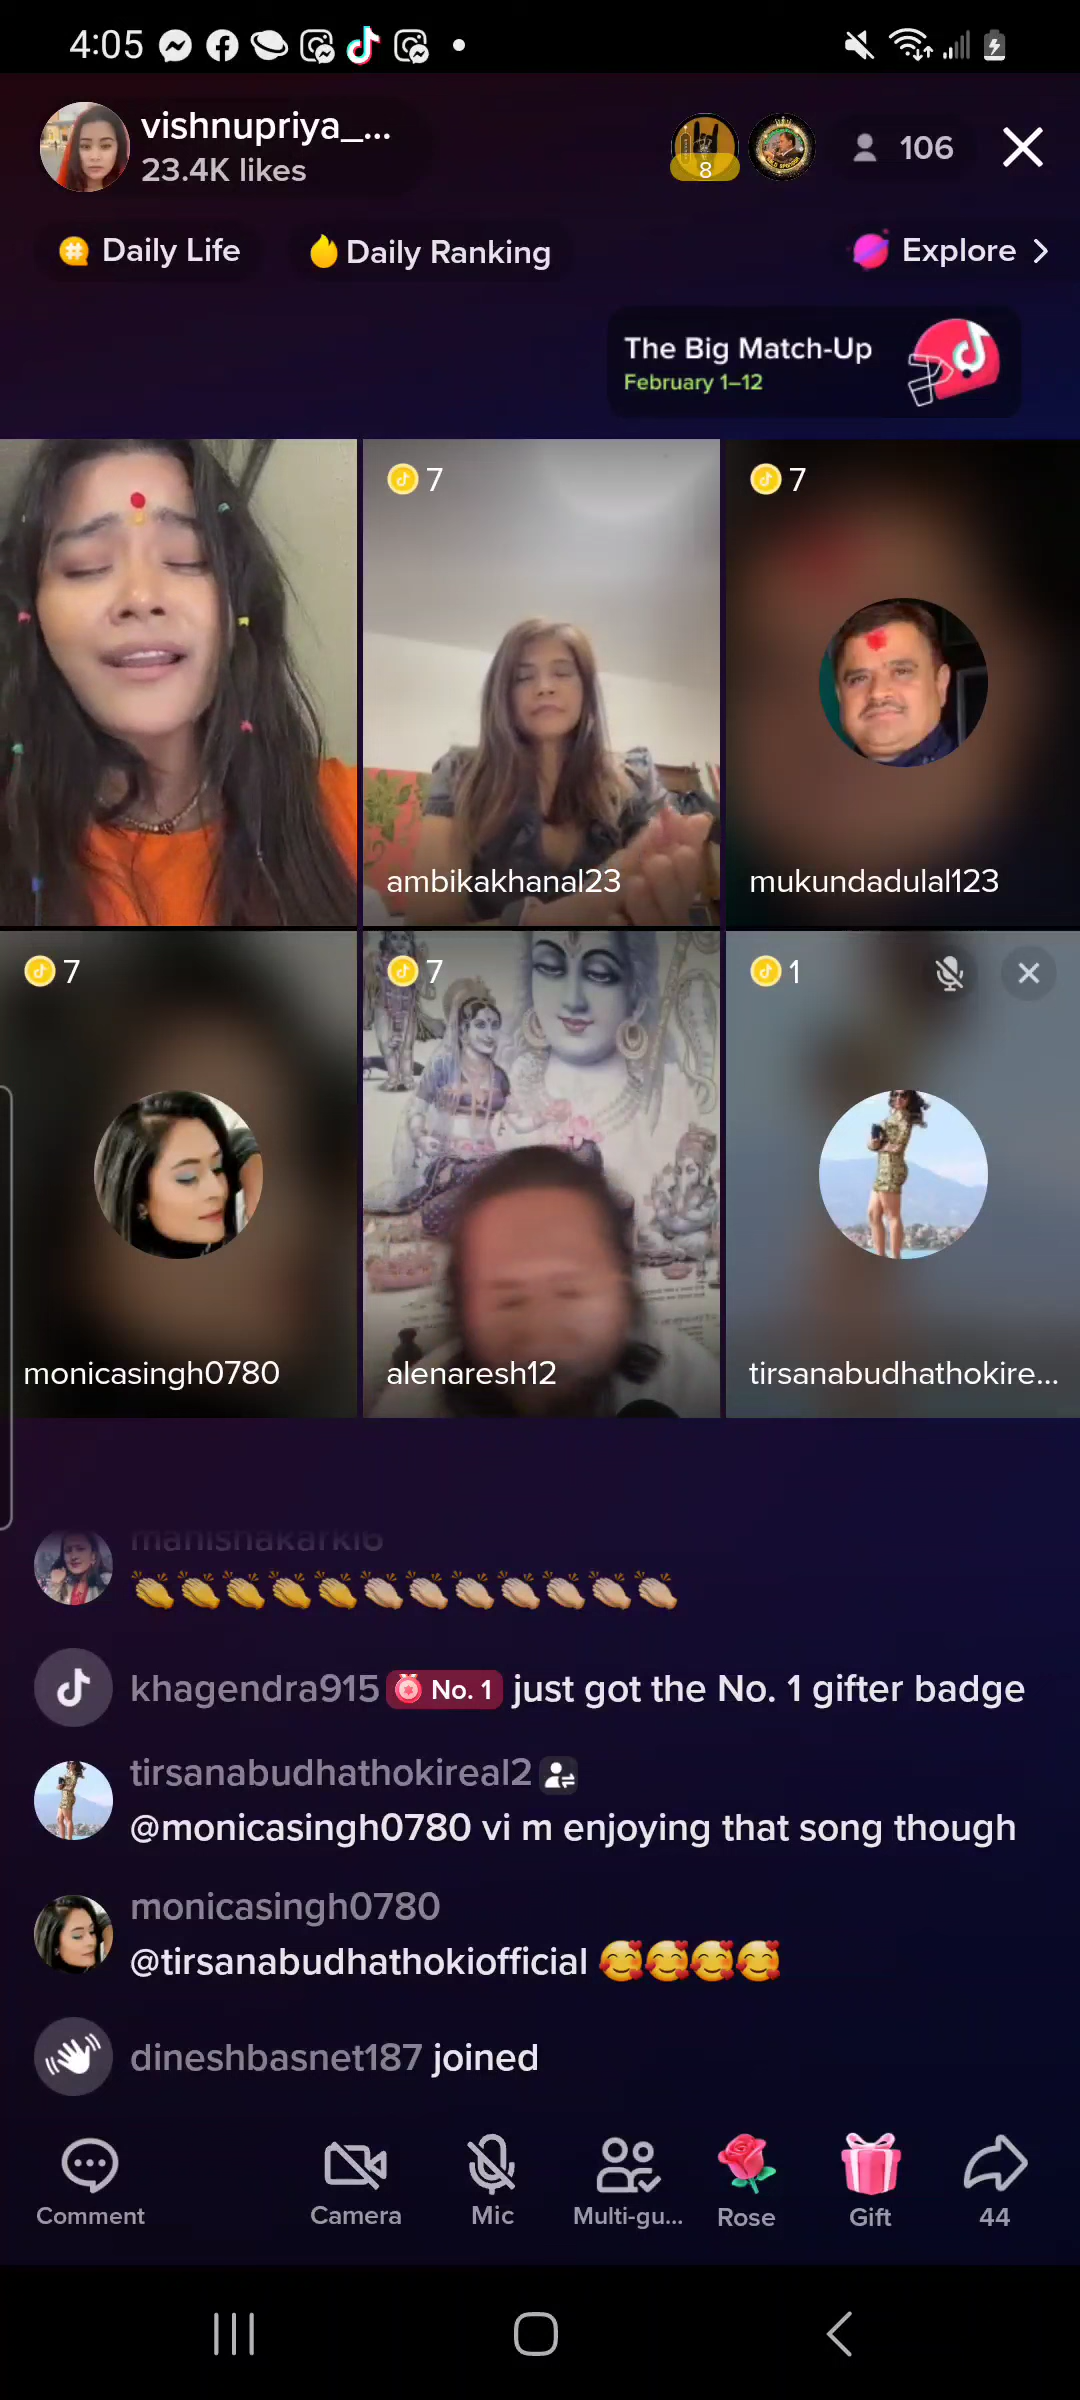 4:05
vishnupriya_...
23.4K likes
8
106
Daily Life
Daily Ranking
Explore
The Big Match-Up
February 1–12
7
7
ambikakhanal23
mukundadulal123
7
7
1
monicasingh0780
alenaresh12
tirsanabudhathokire...
manishakarki6
👏👏👏👏👏👏🏻👏🏻👏🏻👏🏻👏🏻👏🏻👏🏻
khagendra915 No. 1 just got the No. 1 gifter badge
tirsanabudhathokireal2
@monicasingh0780 vi m enjoying that song though
monicasingh0780
@tirsanabudhathokiofficial 🥰🥰🥰🥰
dineshbasnet187 joined
Comment
Camera
Mic
Multi-gu...
Rose
Gift
44